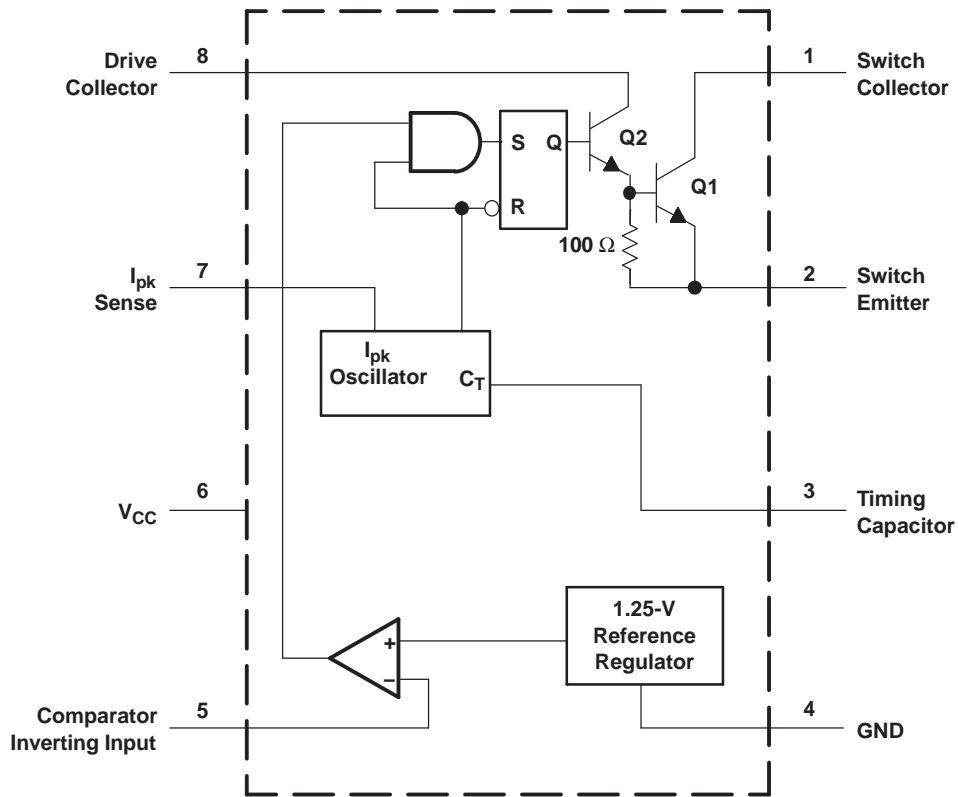 Drive
Collector
8
1
Switch
Collector
S
Q
Q2
Q1
R
100 Ω
Ipk
Sense
7
2
Switch
Emitter
Ipk
Oscillator
CT
6
VCC
3
Timing
Capacitor
1.25-V
Reference
Regulator
+
−
Comparator
Inverting Input
5
4
GND